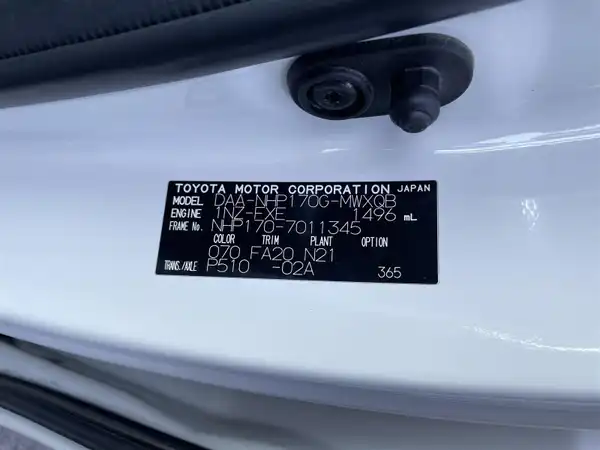 TOYOTA MOTOR CORPORATION JAPAN
MODEL DAA-NHP170G-MWXQB
ENGINE 1NZ-EXE 1496 mL
FRAME No. NHP170-7011345
COLOR TRIM PLANT OPTION
070 FA20 N21
TRANS./AXLE P510 -02A 365